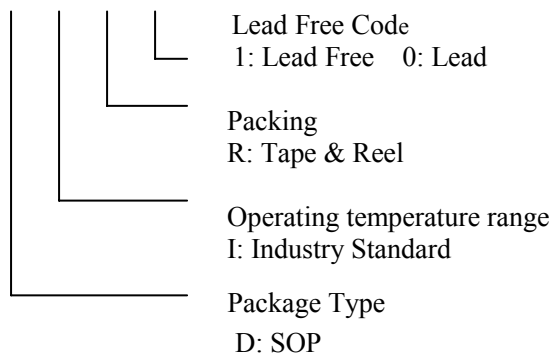 Lead Free Code
1: Lead Free 0: Lead
Packing
R: Tape & Reel
Operating temperature range
I: Industry Standard
Package Type
D: SOP